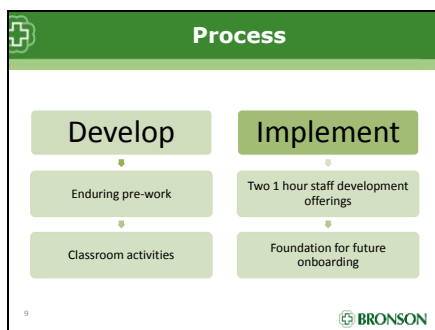 Process
Develop
Enduring pre-work
Classroom activities
Implement
Two 1 hour staff development
offerings
Foundation for future
onboarding
9
BRONSON